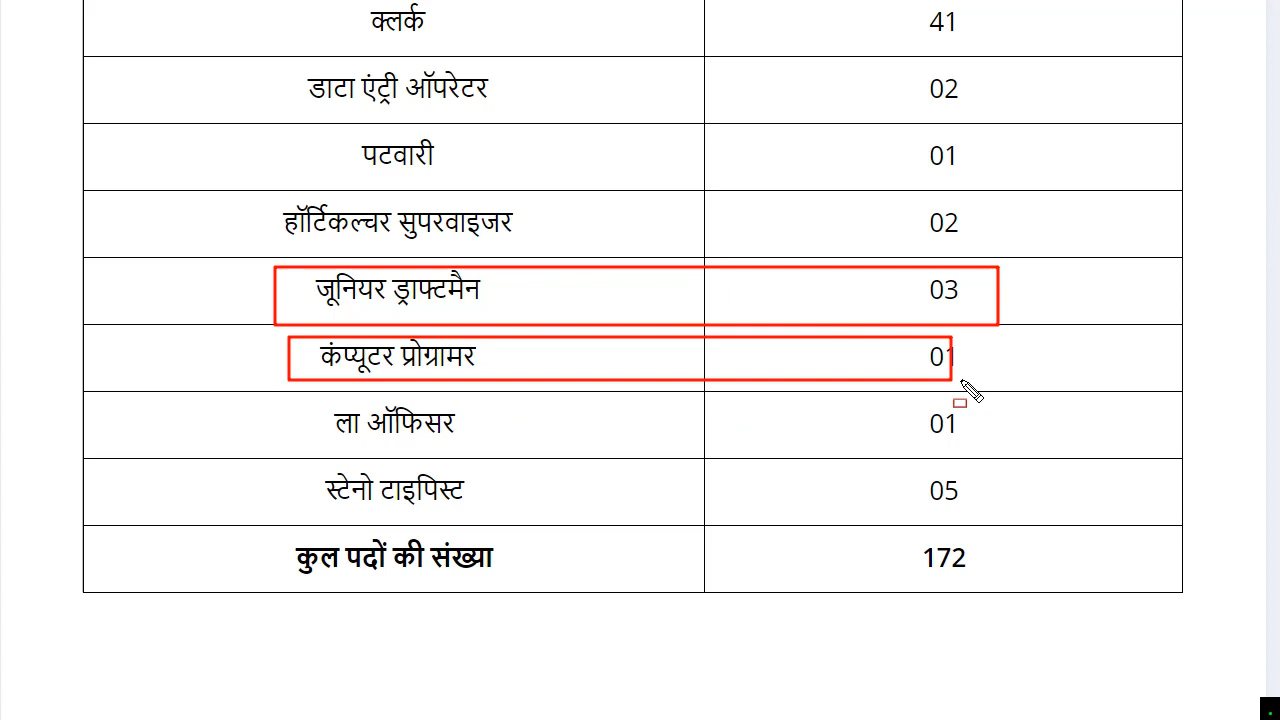 क्लर्क 41
डाटा एंट्री ऑपरेटर 02
पटवारी 01
हॉर्टिकल्चर सुपरवाइजर 02
जूनियर ड्राफ्टमैन 03
कंप्यूटर प्रोग्रामर 01
ला ऑफिसर 01
स्टेनो टाइपिस्ट 05
कुल पदों की संख्या 172